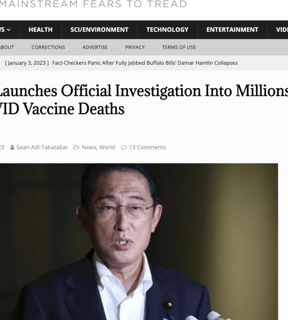 MAINSTREAM FEARS TO TREAD
HEALTH SCI/ENVIRONMENT TECHNOLOGY ENTERTAINMENT
ABOUT CORRECTIONS ADVERTISE PRIVACY TERMS OF USE
[ January 3, 2023 ] Fact-Checkers Panic After Fully Jabbed Buffalo Bills' Damar Hamlin Collapses
Launches Official Investigation Into Millions
VID Vaccine Deaths
23 Sean Adl-Tabatabai News, World 13 Comments